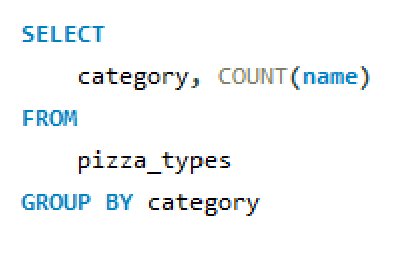 SELECT
category, COUNT(name)
FROM
pizza_types
GROUP BY category